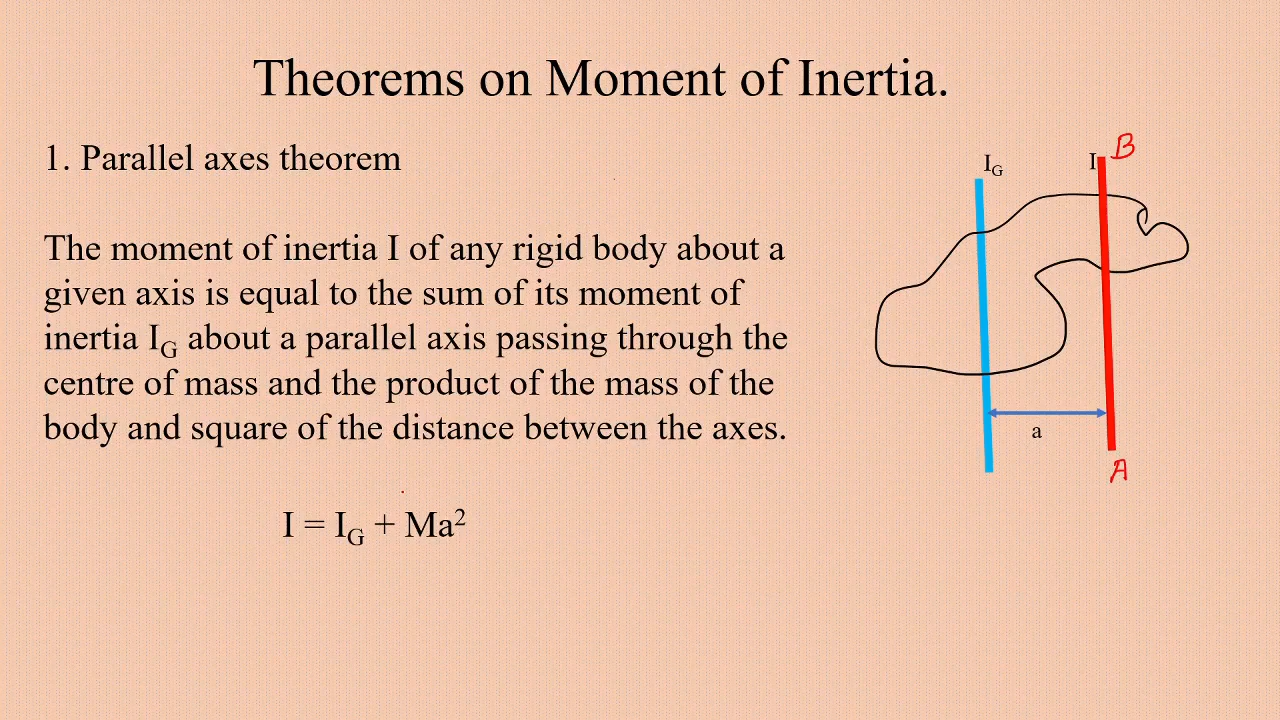 Theorems on Moment of Inertia.
1. Parallel axes theorem
The moment of inertia I of any rigid body about a
given axis is equal to the sum of its moment of
inertia I_G about a parallel axis passing through the
centre of mass and the product of the mass of the
body and square of the distance between the axes.
I = I_G + Ma²
I_G
I
B
a
A